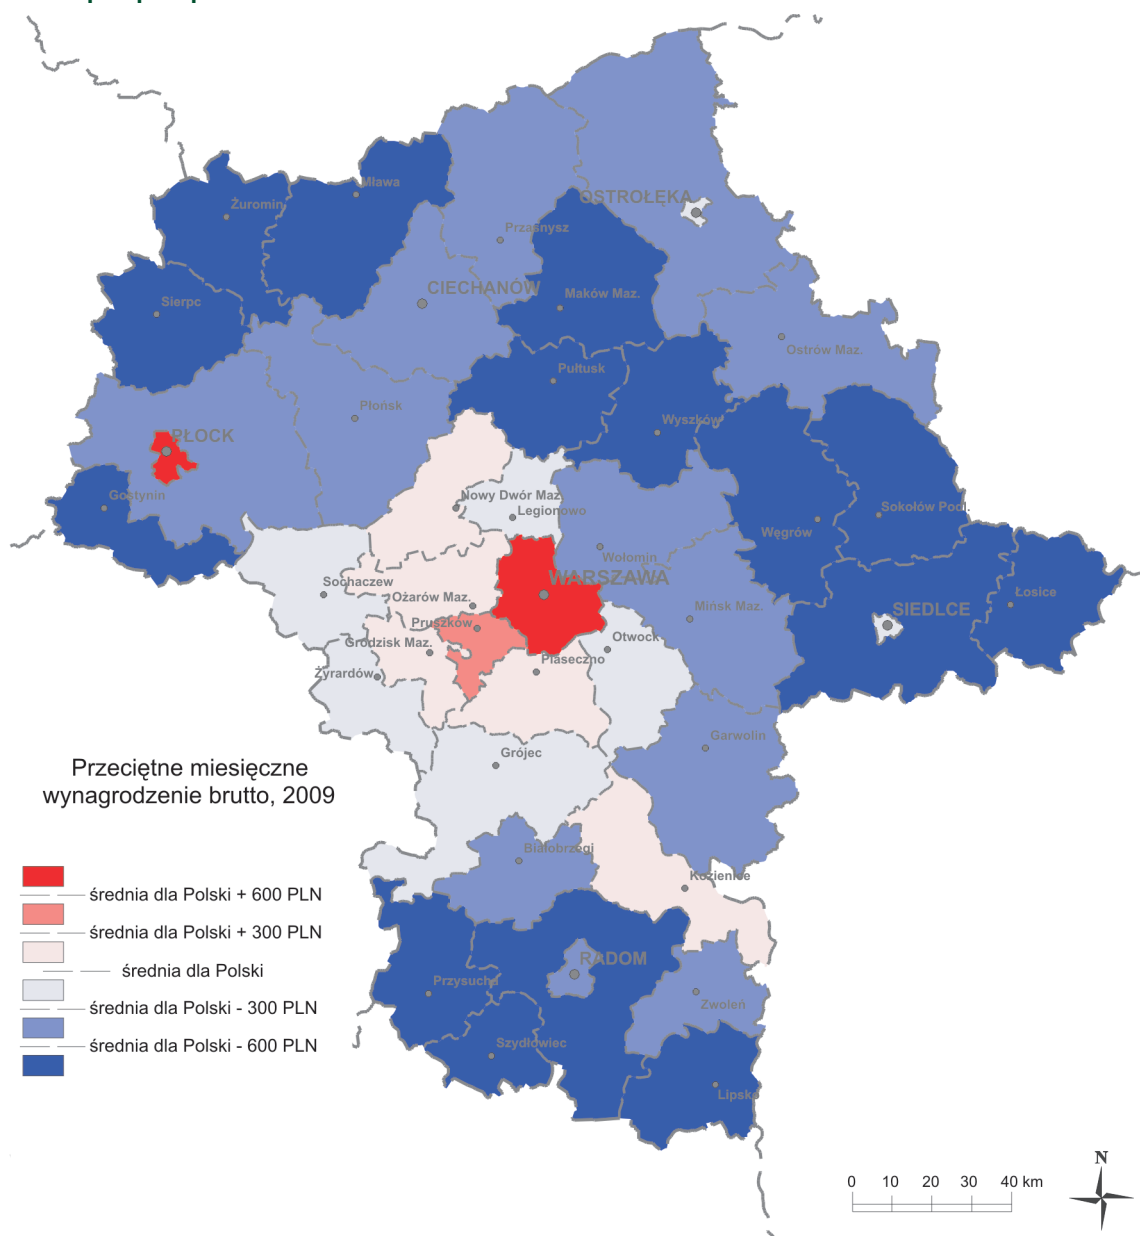 Mława
Żuromin
OSTROŁĘKA
Przasnysz
CIECHANÓW
Maków Maz.
Sierpc
Ostrów Maz.
Pułtusk
Płońsk
Wyszków
PŁOCK
Gostynin
Nowy Dwór Maz.
Legionowo
Sokołów Podl.
Węgrów
Wołomin
WARSZAWA
Sochaczew
Ożarów Maz.
Mińsk Maz.
SIEDLCE
Łosice
Pruszków
Otwock
Grodzisk Maz.
Piaseczno
Żyrardów
Garwolin
Grójec
Przeciętne miesięczne
wynagrodzenie brutto, 2009
Białobrzegi
Kozienice
średnia dla Polski + 600 PLN
średnia dla Polski + 300 PLN
średnia dla Polski
średnia dla Polski - 300 PLN
średnia dla Polski - 600 PLN
RADOM
Przysucha
Zwoleń
Szydłowiec
Lipsko
N
0 10 20 30 40 km